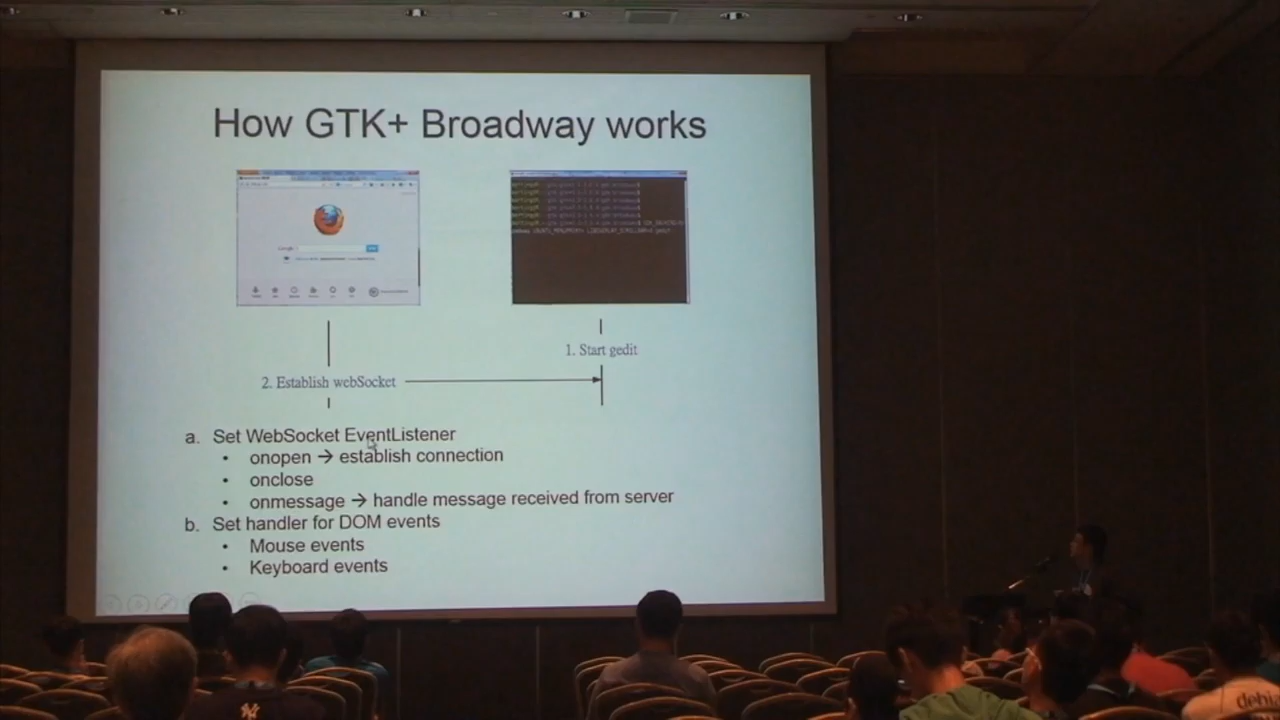 How GTK+ Broadway works
Google
1. Start gedit
2. Establish webSocket
a. Set WebSocket EventListener
• onopen → establish connection
• onclose
• onmessage → handle message received from server
b. Set handler for DOM events
• Mouse events
• Keyboard events